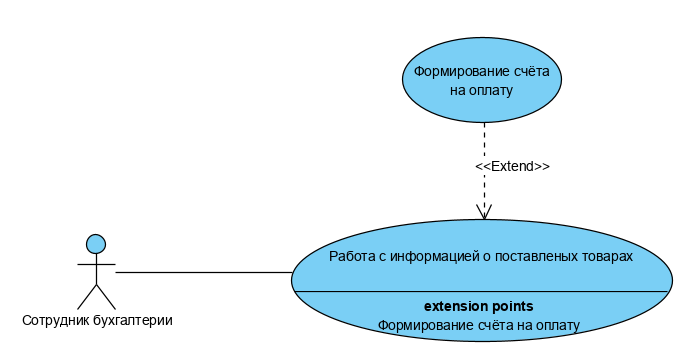 Формирование счёта
на оплату
<<Extend>>
Работа с информацией о поставленых товарах
extension points
Формирование счёта на оплату
Сотрудник бухгалтерии